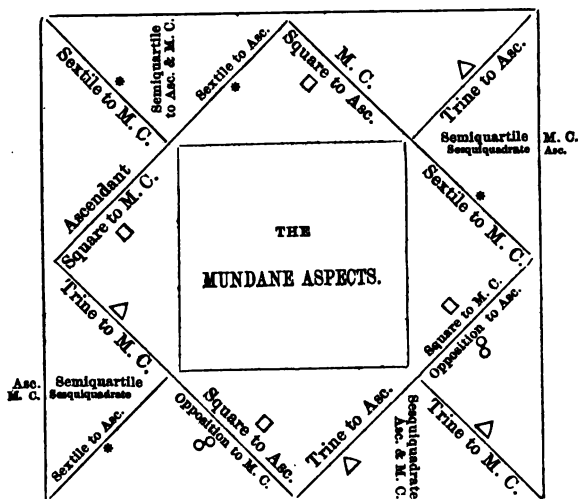 Sextile to M. C.
Semiquartile
to Asc. & M. C.
Sextile to Asc.
Square to Asc.
M. C.
Trine to Asc.
Semiquartile M. C.
Sesquiquadrate Asc.
Sextile to M. C.
Ascendant
Square to M. C.
THE
MUNDANE ASPECTS.
Trine to M. C.
Square to M. C.
Opposition to Asc.
Asc. Semiquartile
M. C. Sesquiquadrate
Sextile to Asc.
Square to Asc.
Opposition to M. C.
Trine to Asc.
Sesquiquadrate
Asc. & M. C.
Trine to M. C.